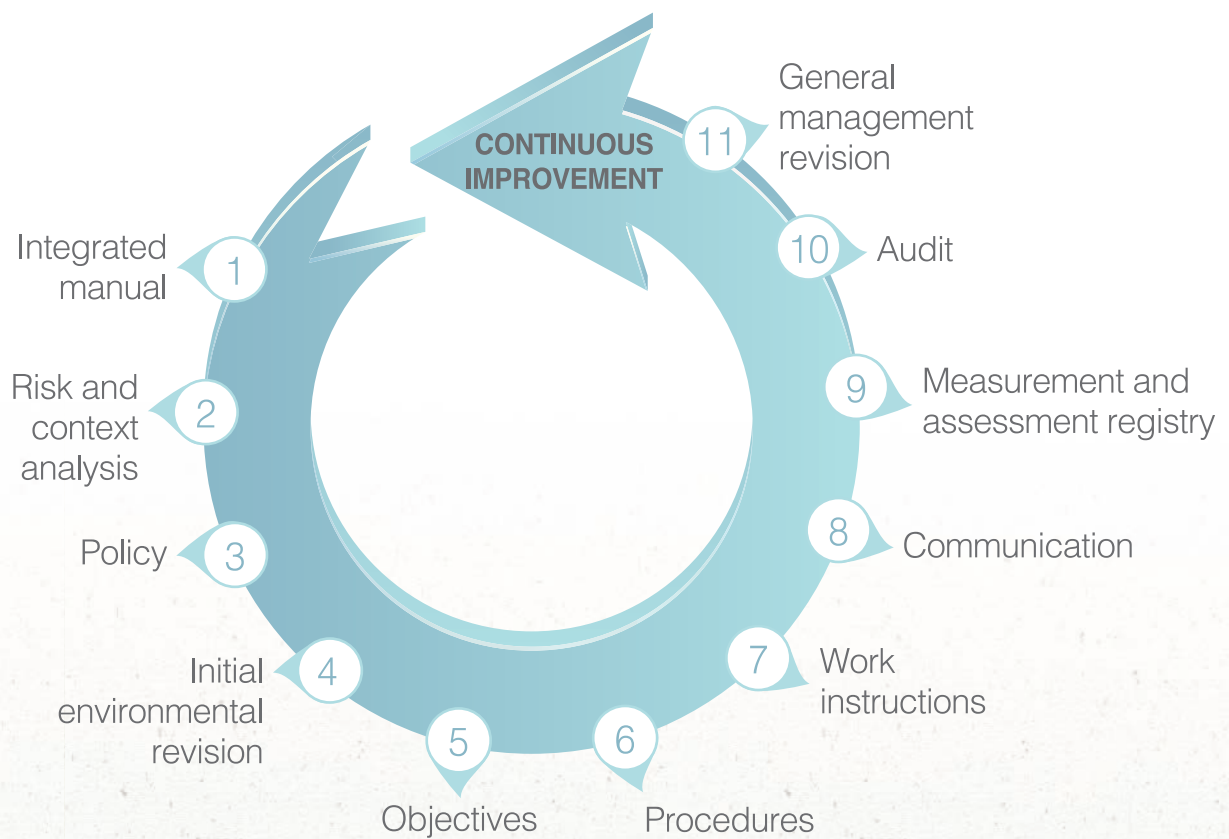 CONTINUOUS
IMPROVEMENT
1
Integrated
manual
2
Risk and
context
analysis
3
Policy
4
Initial
environmental
revision
5
Objectives
6
Procedures
7
Work
instructions
8
Communication
9
Measurement and
assessment registry
10
Audit
11
General
management
revision